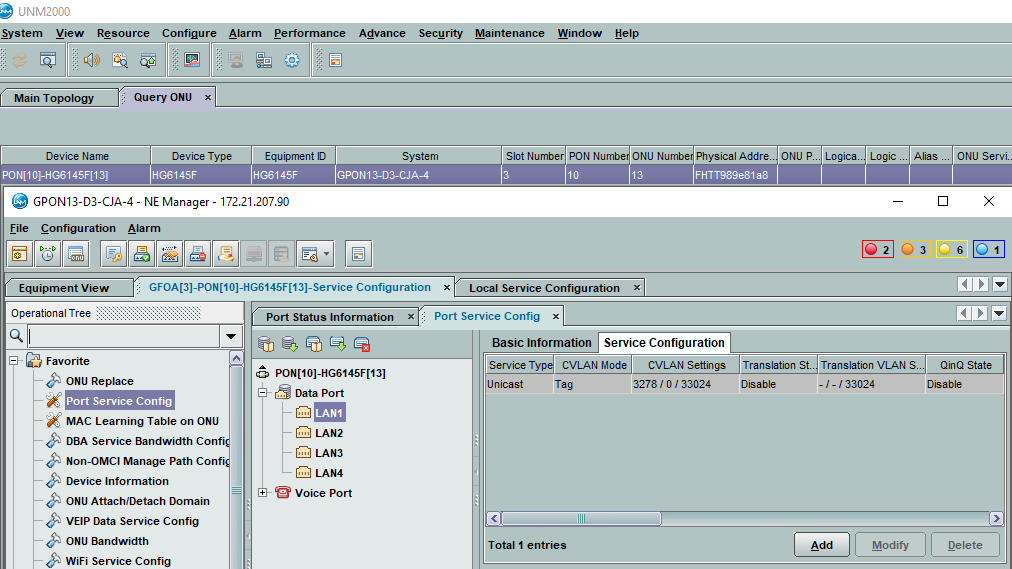 UNM2000
System View Resource Configure Alarm Performance Advance Security Maintenance Window Help
Main Topology Query ONU ×
Device Name Device Type Equipment ID System Slot Number PON Number ONU Number Physical Addre... ONU P... Logica... Logic ... Alias ... ONU Servi...
PON[10]-HG6145F[13] HG6145F HG6145F GPON13-D3-CJA-4 3 10 13 FHTT989e81a8
GPON13-D3-CJA-4 - NE Manager - 172.21.207.90
File Configuration Alarm
2 3 6 1
Equipment View GFOA[3]-PON[10]-HG6145F[13]-Service Configuration × Local Service Configuration ×
Operational Tree
Port Status Information × Port Service Config ×
Basic Information Service Configuration
Service Type CVLAN Mode CVLAN Settings Translation St... Translation VLAN S... QinQ State
Unicast Tag 3278 / 0 / 33024 Disable - / - / 33024 Disable
Favorite
ONU Replace
Port Service Config
MAC Learning Table on ONU
DBA Service Bandwidth Config
Non-OMCI Manage Path Config
Device Information
ONU Attach/Detach Domain
VEIP Data Service Config
ONU Bandwidth
WiFi Service Config
PON[10]-HG6145F[13]
Data Port
LAN1
LAN2
LAN3
LAN4
Voice Port
Total 1 entries
Add Modify Delete